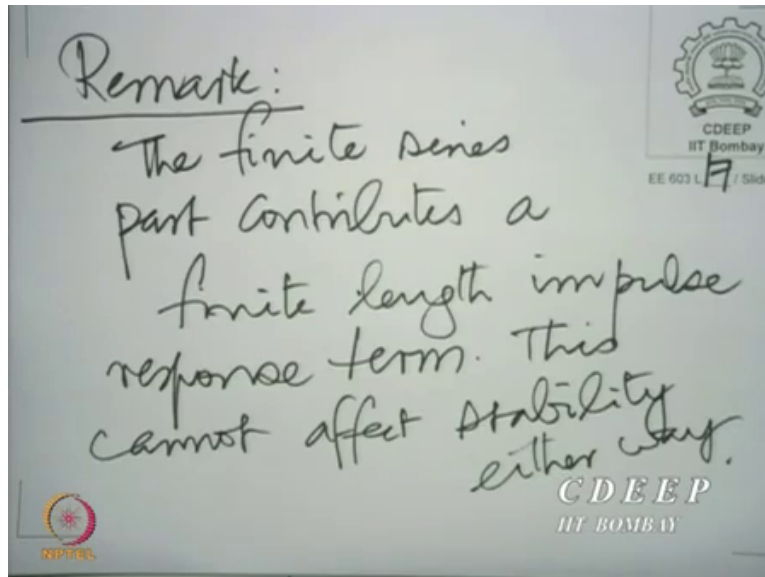 Remark:
The finite series
part contributes a
finite length impulse
response term. This
cannot affect stability
either way.
CDEEP
IIT Bombay
EE 603 L 17 / Slide
CDEEP
IIT BOMBAY
NPTEL